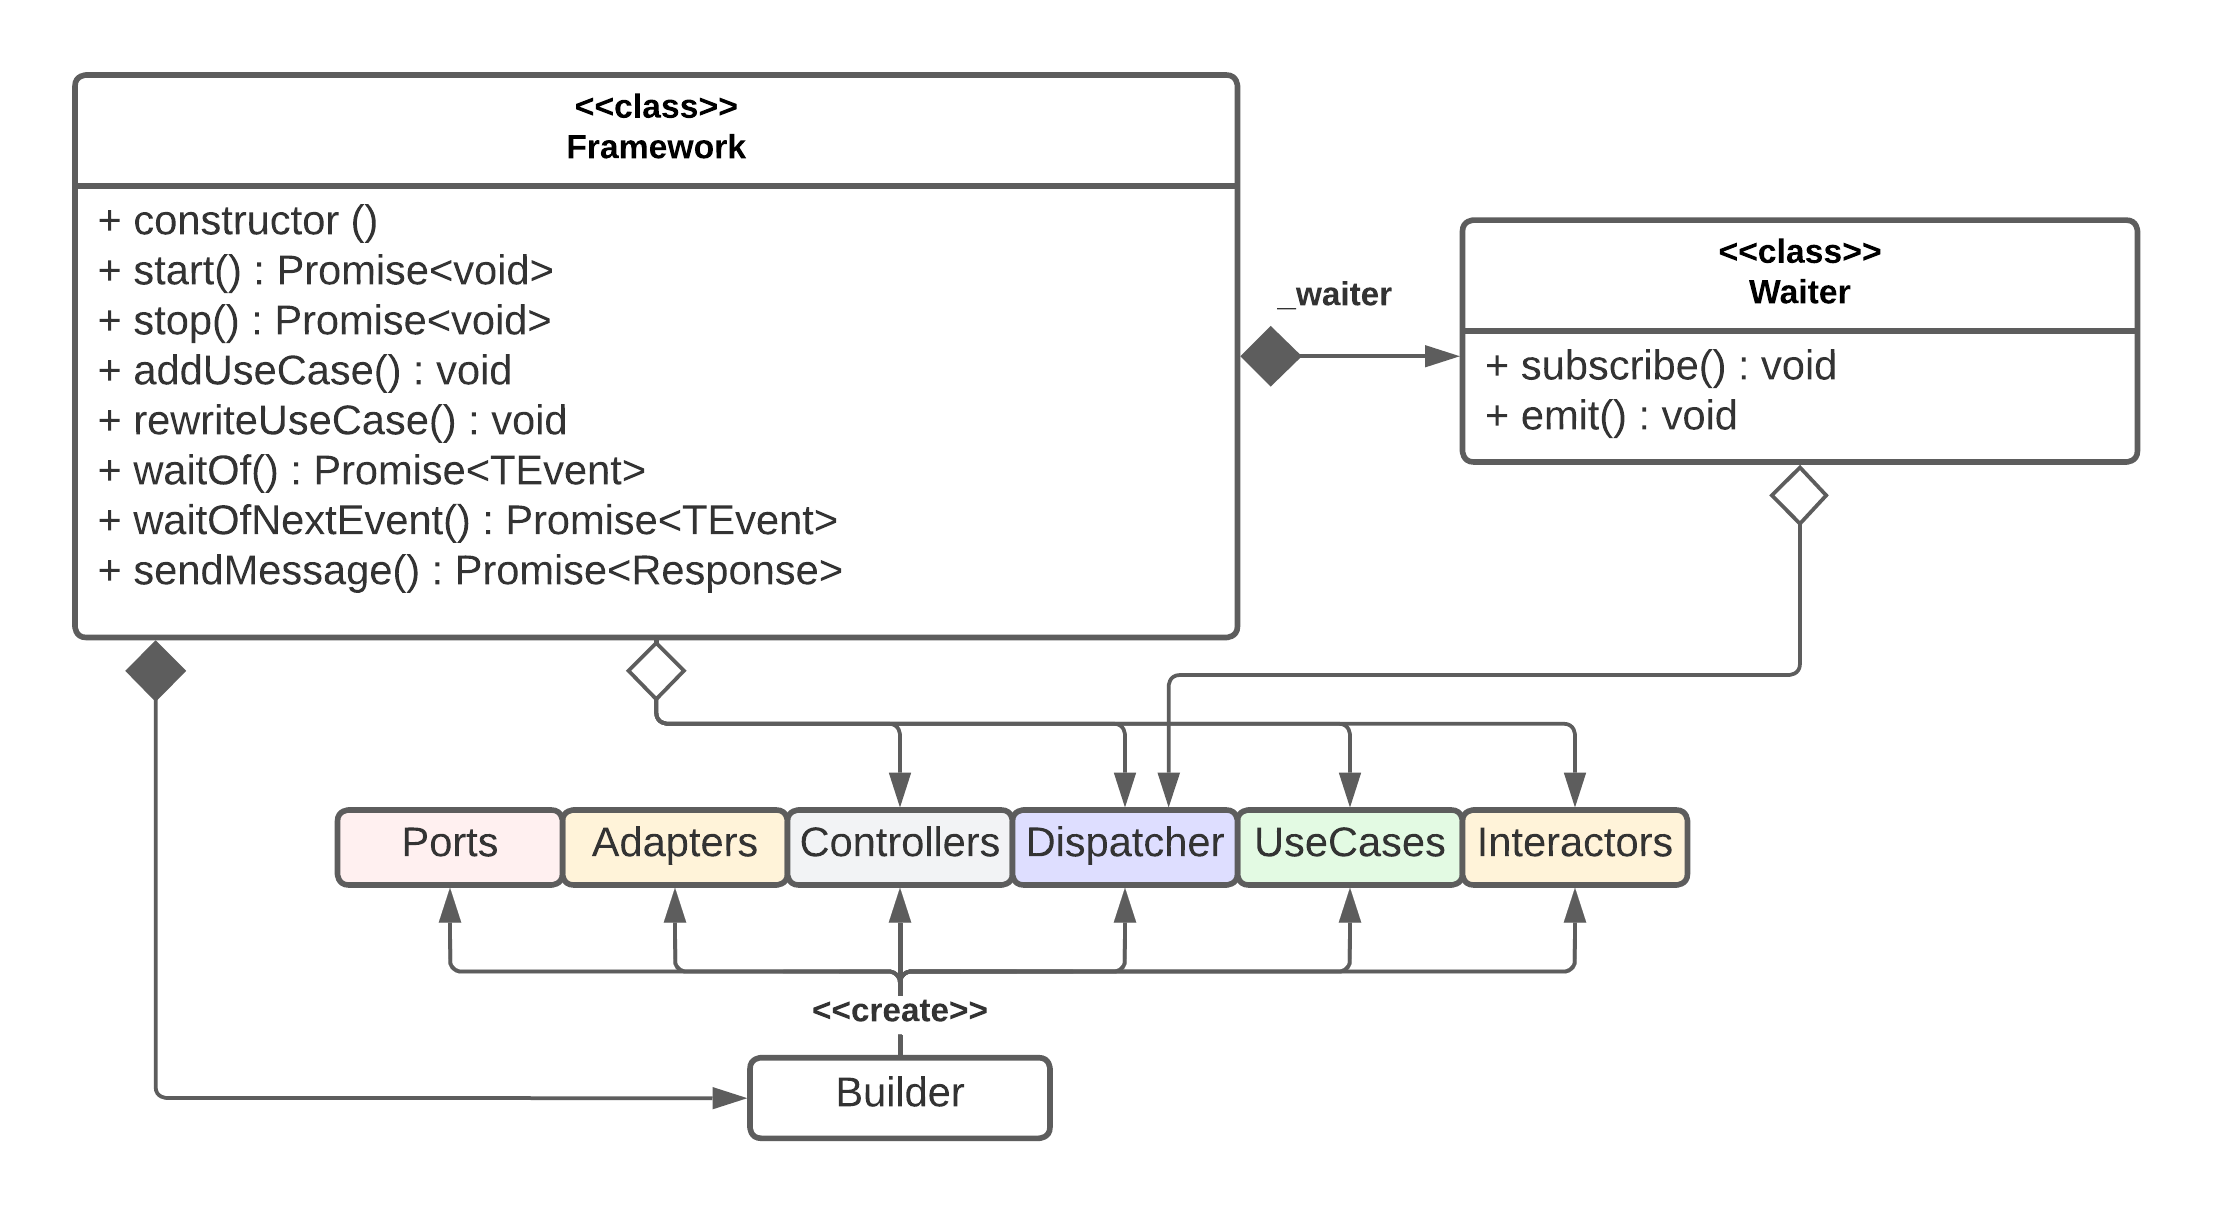 <<class>>
Framework
+ constructor ()
+ start() : Promise<void>
+ stop() : Promise<void>
+ addUseCase() : void
+ rewriteUseCase() : void
+ waitOf() : Promise<TEvent>
+ waitOfNextEvent() : Promise<TEvent>
+ sendMessage() : Promise<Response>
_waiter
<<class>>
Waiter
+ subscribe() : void
+ emit() : void
Ports
Adapters
Controllers
Dispatcher
UseCases
Interactors
<<create>>
Builder